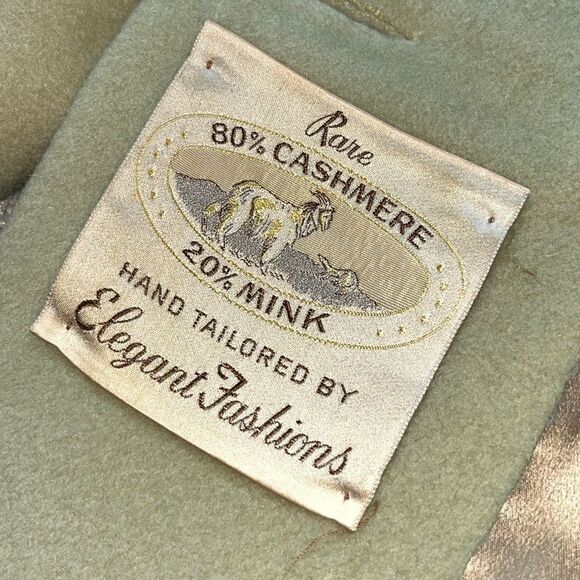 Rare
80% CASHMERE
20% MINK
HAND TAILORED BY
Elegant Fashions